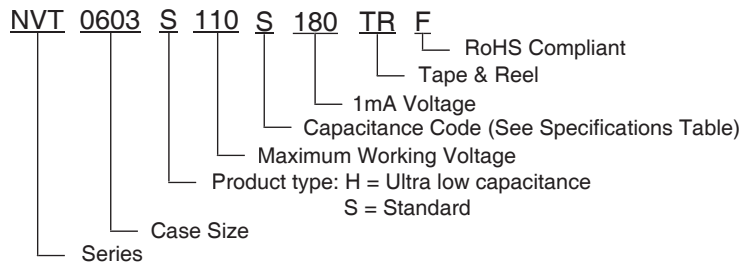 NVT 0603 S 110 S 180 TR F
RoHS Compliant
Tape & Reel
1mA Voltage
Capacitance Code (See Specifications Table)
Maximum Working Voltage
Product type: H = Ultra low capacitance
S = Standard
Case Size
Series